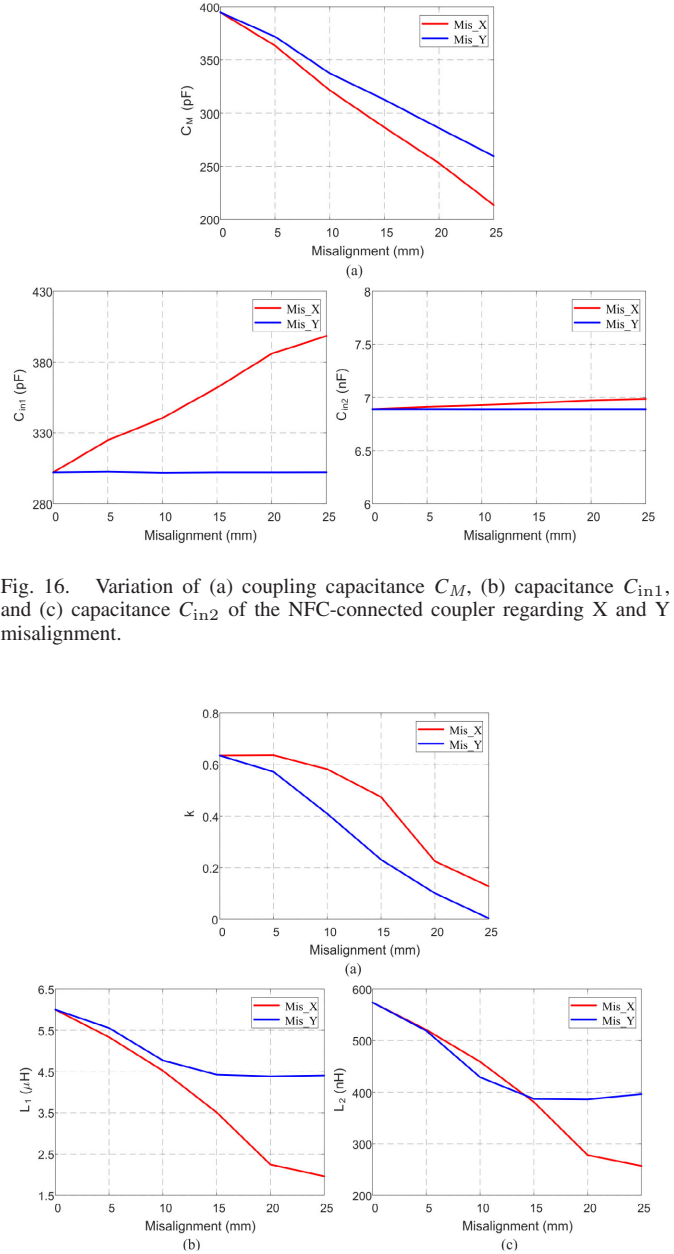 400
350
300
250
200
C_M (pF)
Mis_X
Mis_Y
0 5 10 15 20 25
Misalignment (mm)
(a)
430
380
330
280
C_in1 (pF)
Mis_X
Mis_Y
0 5 10 15 20 25
Misalignment (mm)
8
7.5
7
6.5
6
C_in2 (nF)
Mis_X
Mis_Y
0 5 10 15 20 25
Misalignment (mm)
Fig. 16. Variation of (a) coupling capacitance C_M, (b) capacitance C_in1,
and (c) capacitance C_in2 of the NFC-connected coupler regarding X and Y
misalignment.
0.8
0.6
0.4
0.2
0
k
Mis_X
Mis_Y
0 5 10 15 20 25
Misalignment (mm)
(a)
6.5
5.5
4.5
3.5
2.5
1.5
L_1 (μH)
Mis_X
Mis_Y
0 5 10 15 20 25
Misalignment (mm)
(b)
600
500
400
300
200
L_2 (nH)
Mis_X
Mis_Y
0 5 10 15 20 25
Misalignment (mm)
(c)